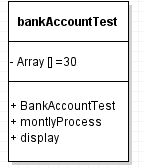 bankAccountTest
- Array [] =30
+ BankAccountTest
+ montlyProcess
+ display